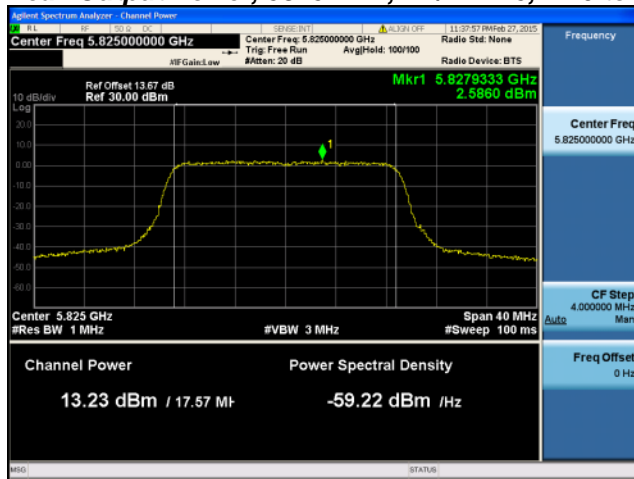 Agilent Spectrum Analyzer - Channel Power
RL RF 50 Ω DC SENSE:INT ALIGN OFF 11:37:57 PM Feb 27, 2015
Center Freq 5.825000000 GHz
Center Freq: 5.825000000 GHz
Radio Std: None
Trig: Free Run Avg|Hold: 100/100
#IFGain:Low
#Atten: 20 dB
Radio Device: BTS
Frequency
Ref Offset 13.67 dB
Mkr1 5.8279333 GHz
10 dB/div Ref 30.00 dBm
2.5860 dBm
Log
20.0
10.0
1
0.00
-10.0
-20.0
-30.0
-40.0
-50.0
-60.0
Center Freq
5.825000000 GHz
Center 5.825 GHz
Span 40 MHz
#Res BW 1 MHz
#VBW 3 MHz
#Sweep 100 ms
CF Step
4.000000 MHz
Auto Man
Channel Power
Power Spectral Density
13.23 dBm / 17.57 MH
-59.22 dBm /Hz
Freq Offset
0 Hz
MSG
STATUS